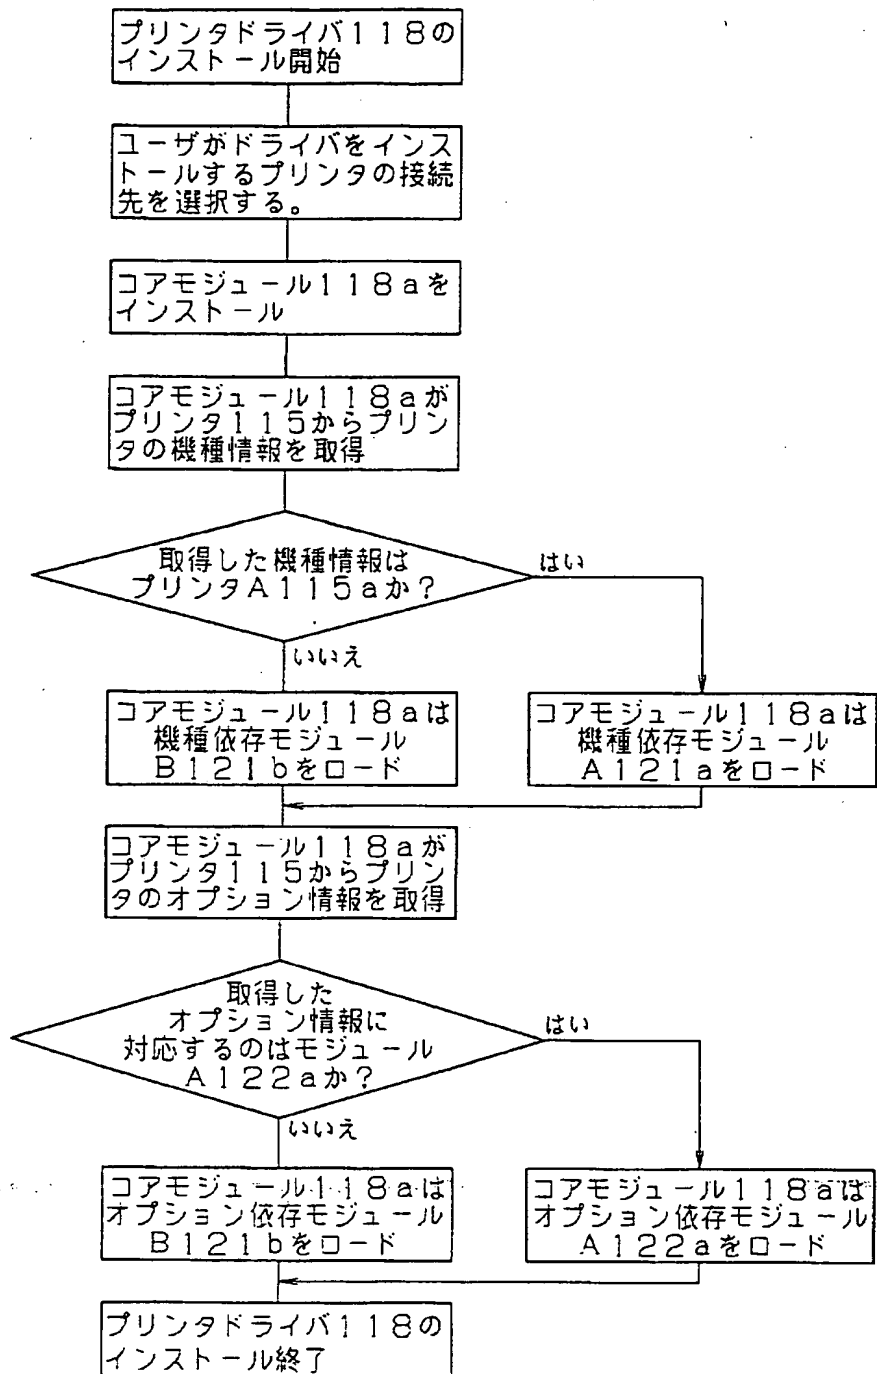 プリンタドライバ118の
インストール開始
ユーザがドライバをインス
トールするプリンタの接続
先を選択する。
コアモジュール118aを
インストール
コアモジュール118aが
プリンタ115からプリン
タの機種情報を取得
取得した機種情報は
プリンタA115aか?
はい
いいえ
コアモジュール118aは
機種依存モジュール
B121bをロード
コアモジュール118aは
機種依存モジュール
A121aをロード
コアモジュール118aが
プリンタ115からプリン
タのオプション情報を取得
取得した
オプション情報に
対応するのはモジュール
A122aか?
はい
いいえ
コアモジュール118aは
オプション依存モジュール
B121bをロード
コアモジュール118aは
オプション依存モジュール
A122aをロード
プリンタドライバ118の
インストール終了